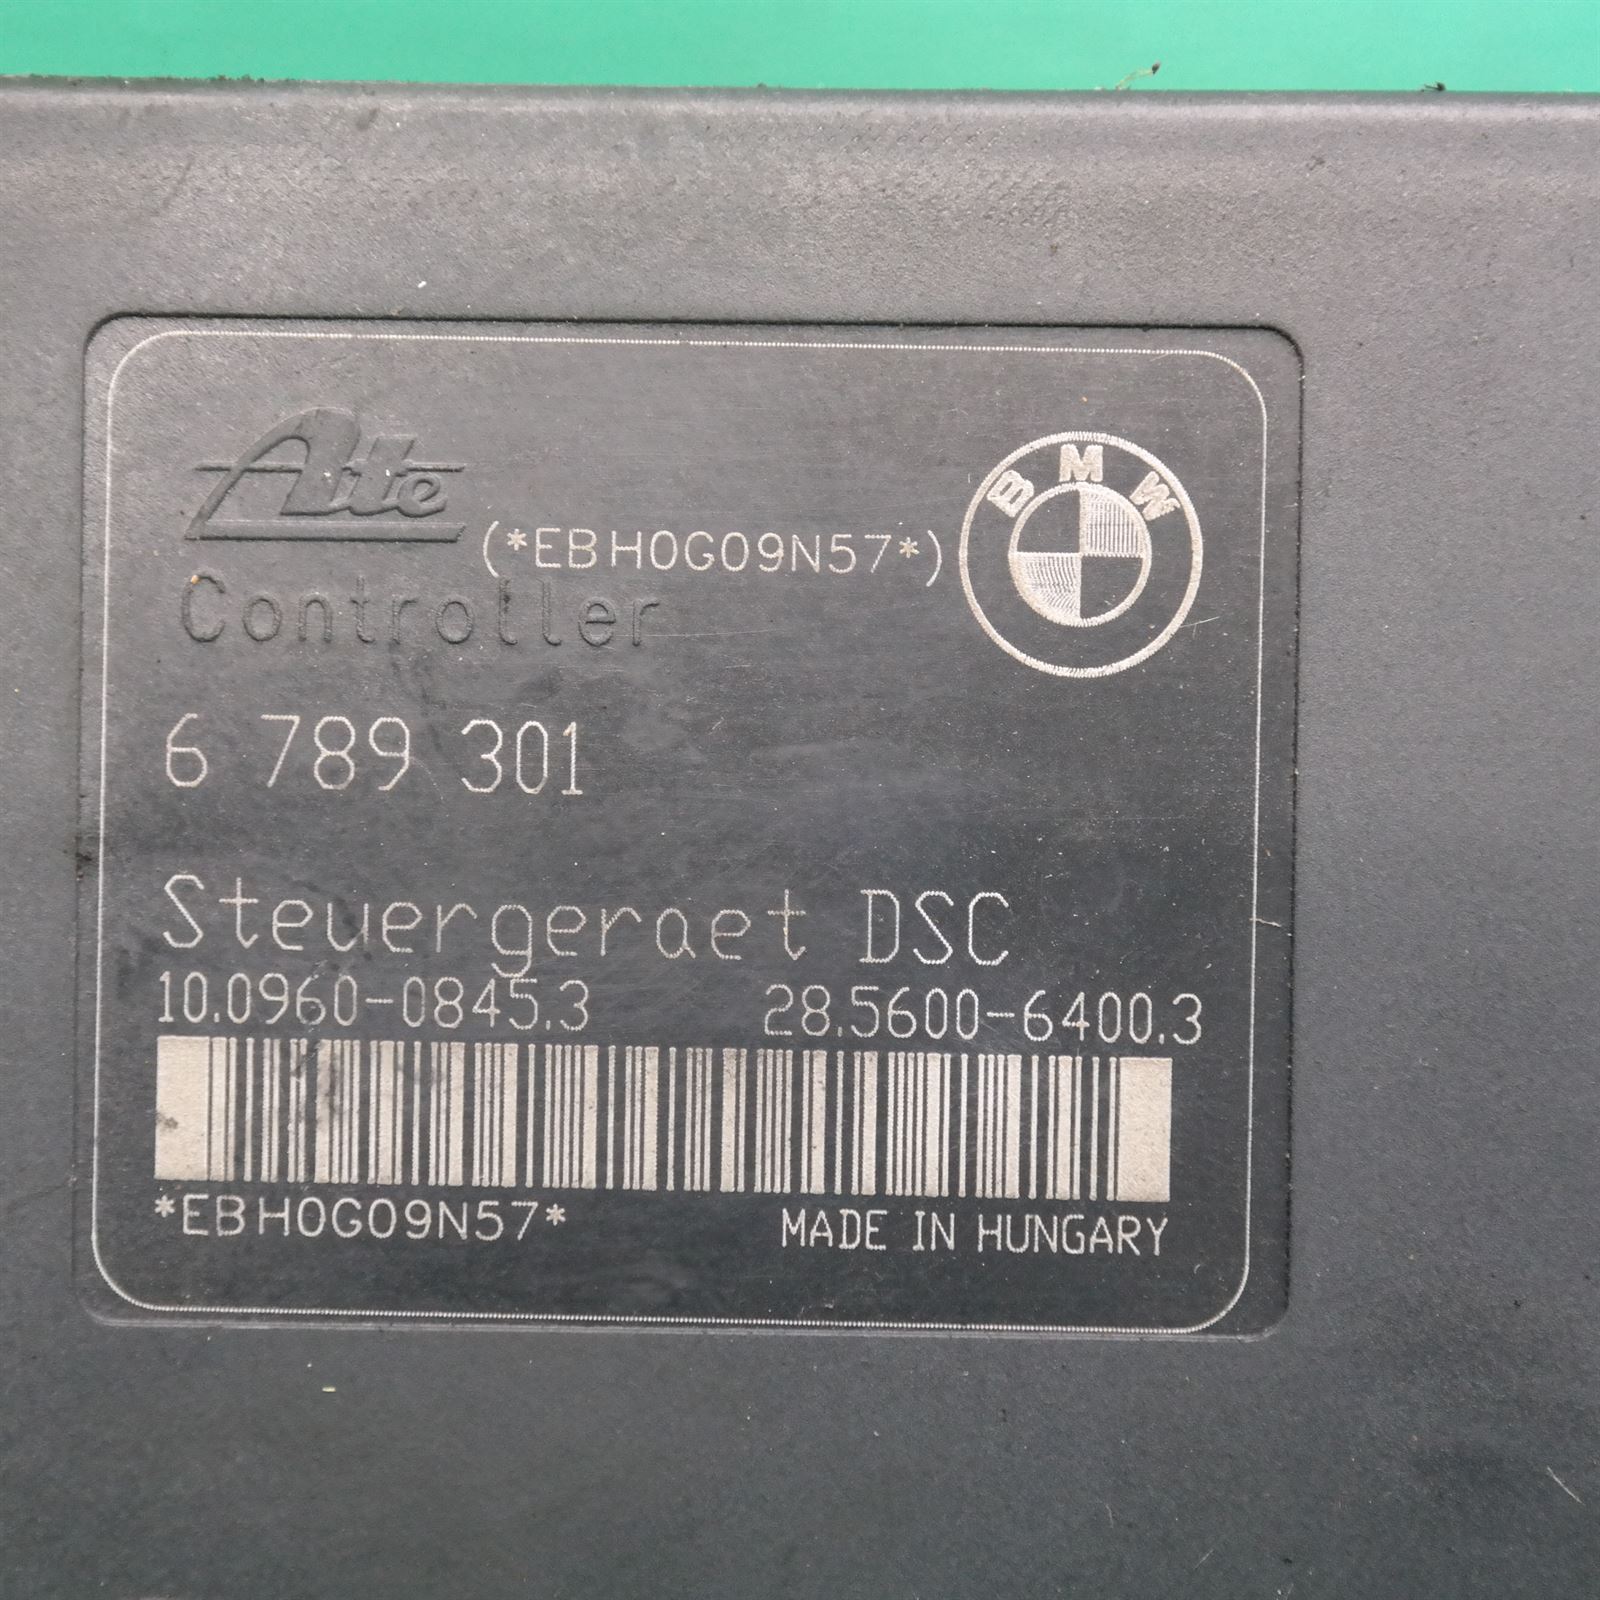 Ate
(*EBH0G09N57*)
BMW
Controller
6 789 301
Steuergeraet DSC
10.0960-0845.3 28.5600-6400.3
*EBH0G09N57* MADE IN HUNGARY